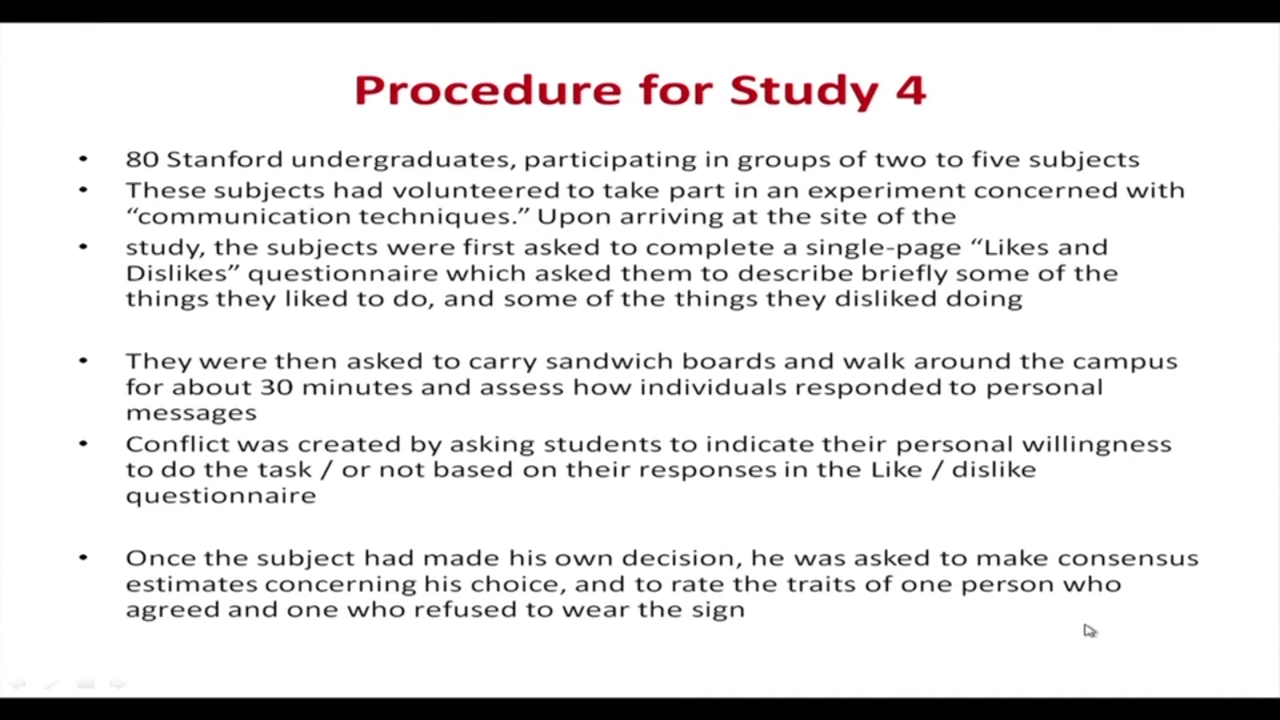 Procedure for Study 4
• 80 Stanford undergraduates, participating in groups of two to five subjects
• These subjects had volunteered to take part in an experiment concerned with
“communication techniques.” Upon arriving at the site of the
• study, the subjects were first asked to complete a single-page “Likes and
Dislikes” questionnaire which asked them to describe briefly some of the
things they liked to do, and some of the things they disliked doing
• They were then asked to carry sandwich boards and walk around the campus
for about 30 minutes and assess how individuals responded to personal
messages
• Conflict was created by asking students to indicate their personal willingness
to do the task / or not based on their responses in the Like / dislike
questionnaire
• Once the subject had made his own decision, he was asked to make consensus
estimates concerning his choice, and to rate the traits of one person who
agreed and one who refused to wear the sign